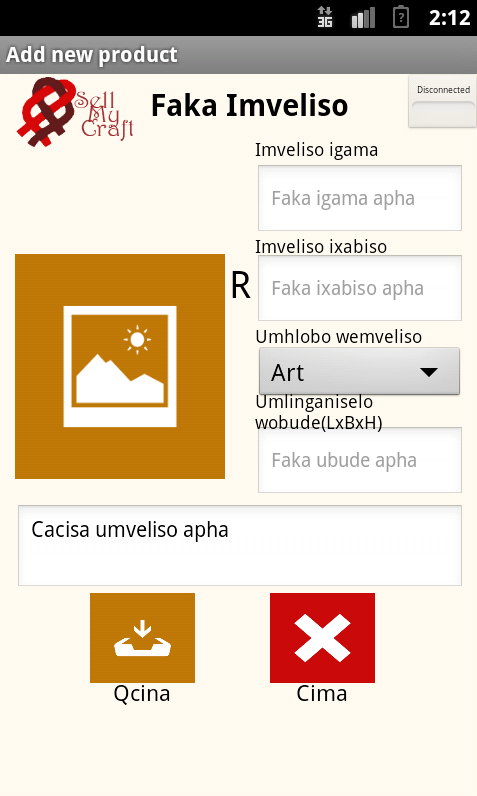 3G
2:12
Add new product
Sell
My
Craft
Faka Imveliso
Disconnected
Imveliso igama
Faka igama apha
Imveliso ixabiso
R
Faka ixabiso apha
Umhlobo wemveliso
Art
Umlinganiselo
wobude(LxBxH)
Faka ubude apha
Cacisa umveliso apha
Qcina
Cima